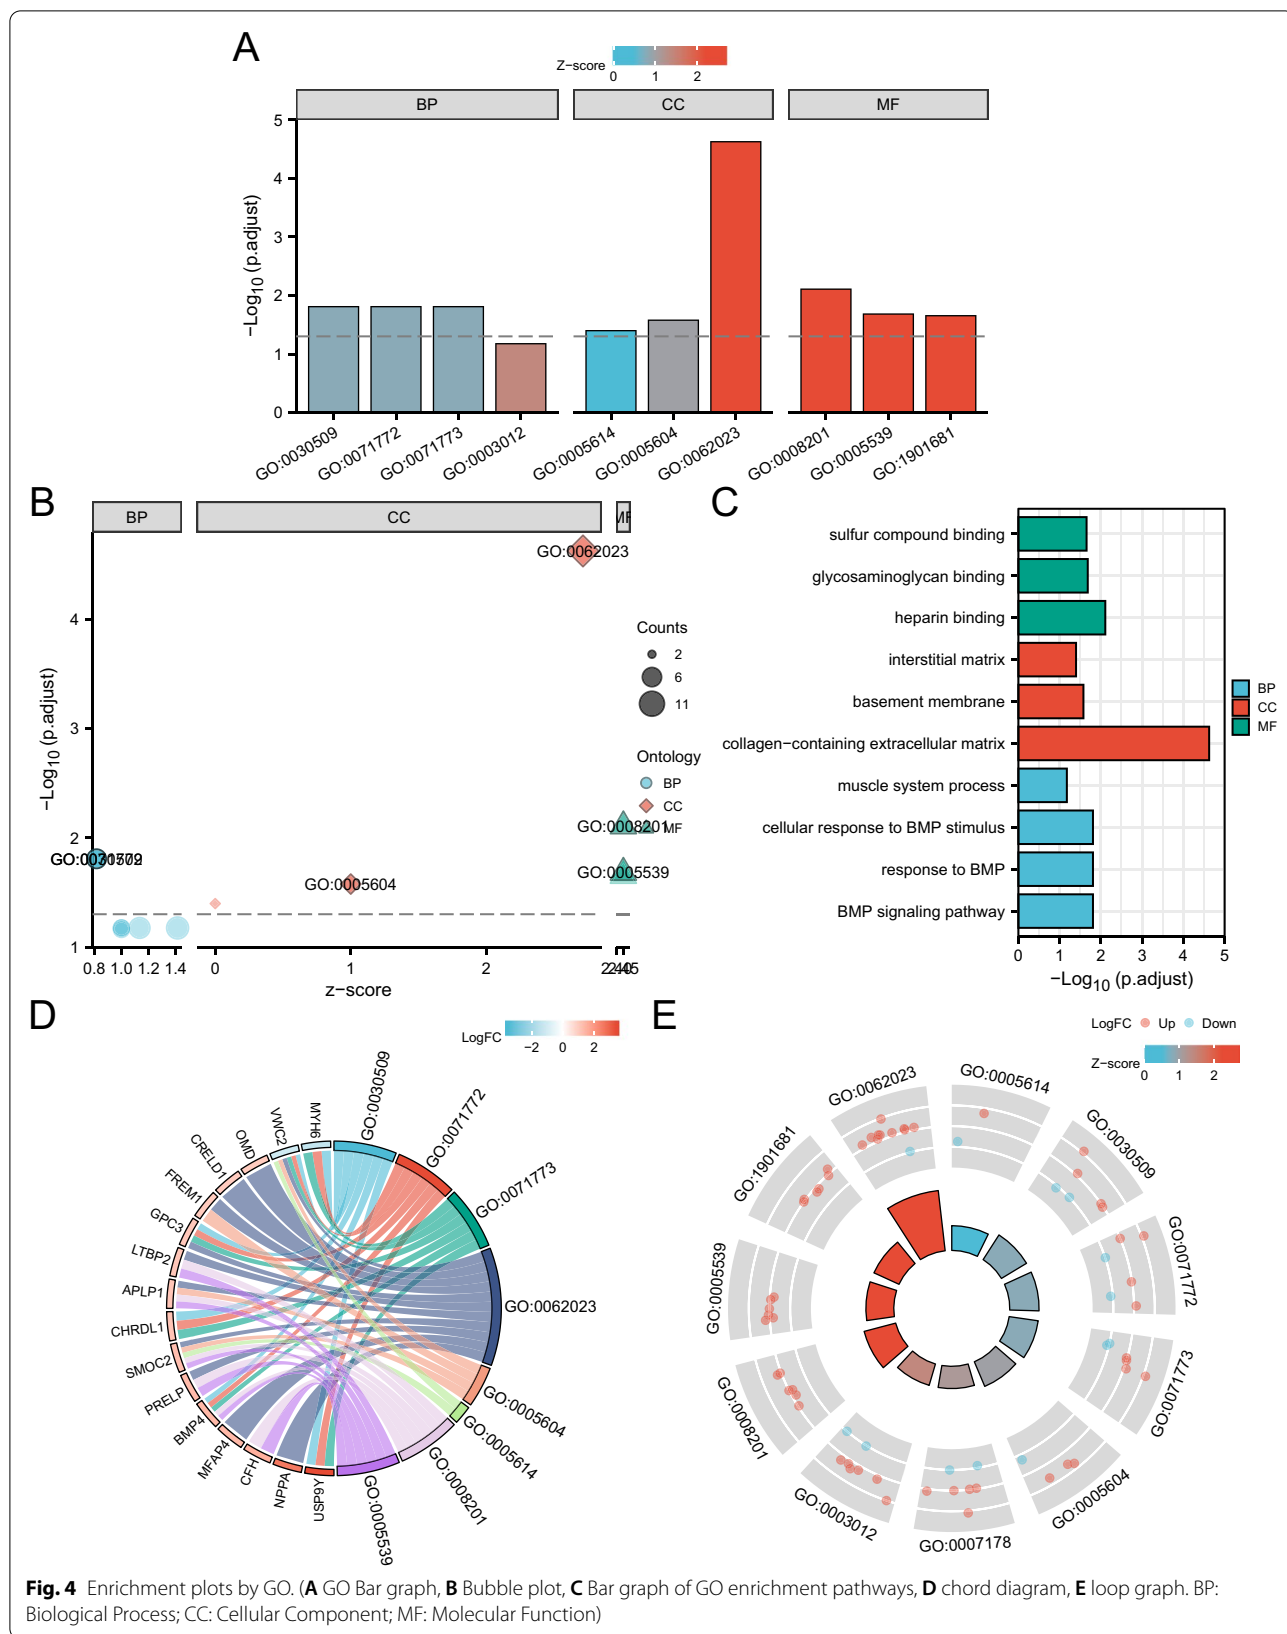 A
Z−score
0 1 2
BP CC MF
−Log10 (p.adjust)
5
4
3
2
1
0
GO:0030509 GO:0071772 GO:0071773 GO:0003012 GO:0005614 GO:0005604 GO:0062023 GO:0008201 GO:0005539 GO:1901681
B
BP CC MF
−Log10 (p.adjust)
4
3
2
1
GO:0062023
GO:0008201
GO:0005539
GO:0005604
0.8 1.0 1.2 1.4 0 1 2
z−score
Counts
2
6
11
Ontology
BP
CC
MF
C
sulfur compound binding
glycosaminoglycan binding
heparin binding
interstitial matrix
basement membrane
collagen−containing extracellular matrix
muscle system process
cellular response to BMP stimulus
response to BMP
BMP signaling pathway
0 1 2 3 4 5
−Log10 (p.adjust)
BP
CC
MF
D
LogFC
−2 0 2
GO:0030509
GO:0071772
GO:0071773
GO:0062023
GO:0005604
GO:0005614
GO:0008201
GO:0005539
USP9Y
NPPA
CFH
MFAP4
BMP4
PRELP
SMOC2
CHRDL1
APLP1
LTBP2
GPC3
FREM1
CRELD1
OMD
VWC2
MYH6
E
LogFC Up Down
Z−score
0 1 2
GO:0005614
GO:0030509
GO:0071772
GO:0071773
GO:0005604
GO:0007178
GO:0003012
GO:0008201
GO:0005539
GO:1901681
GO:0062023
Fig. 4 Enrichment plots by GO. (A GO Bar graph, B Bubble plot, C Bar graph of GO enrichment pathways, D chord diagram, E loop graph. BP:
Biological Process; CC: Cellular Component; MF: Molecular Function)